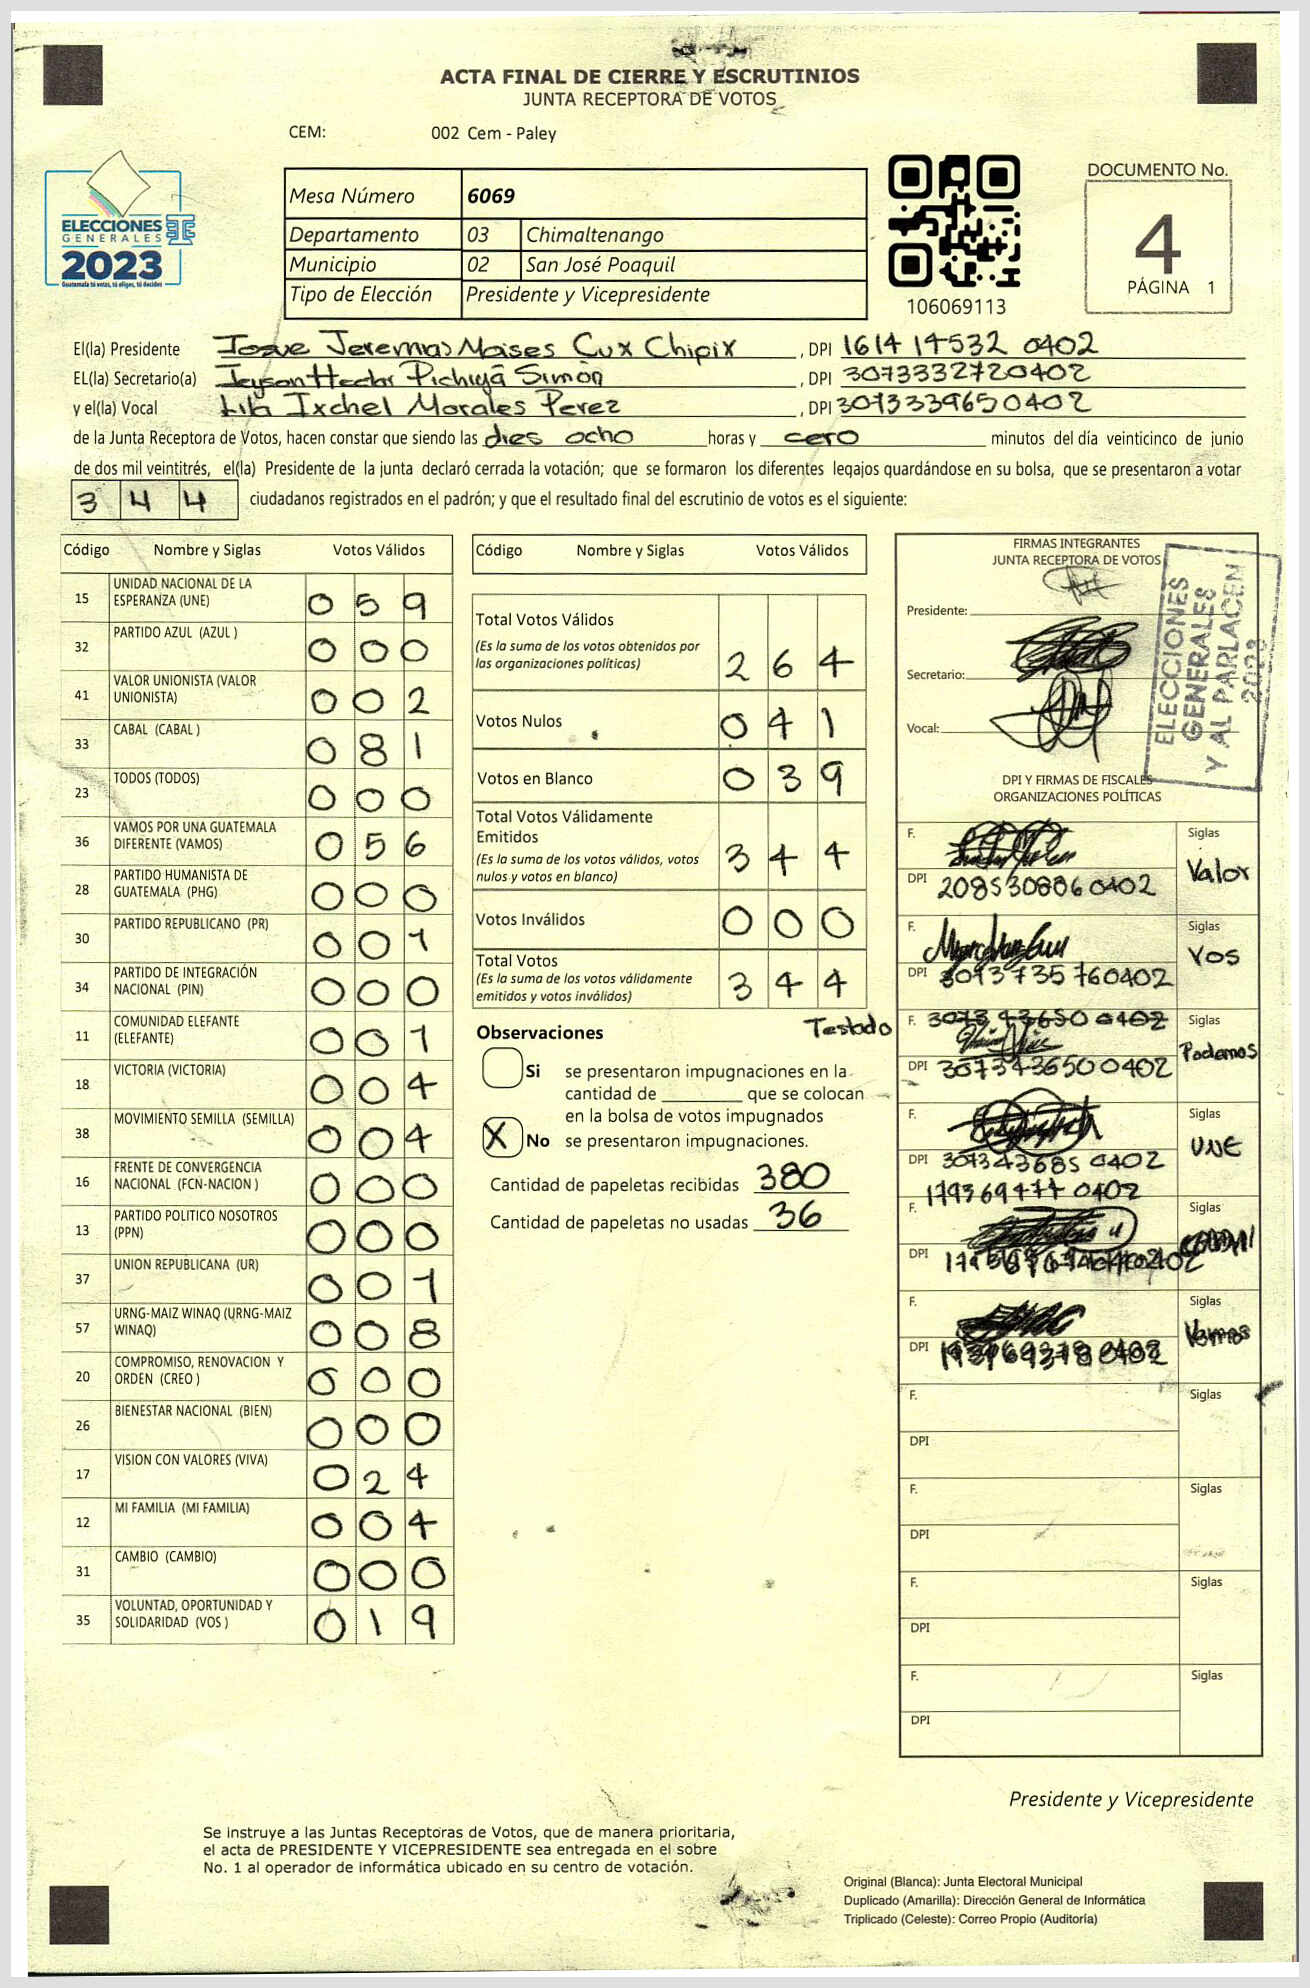 ACTA FINAL DE CIERRE Y ESCRUTINIOS
JUNTA RECEPTORA DE VOTOS
CEM: 002 Cem - Paley
ELECCIONES
GENERALES
2023
Guatemala tú votas, tú eliges, tú decides
Mesa Número 6069
Departamento 03 Chimaltenango
Municipio 02 San José Poaquil
Tipo de Elección Presidente y Vicepresidente
106069113
DOCUMENTO No.
4
PÁGINA 1
El(la) Presidente Josue Jeremias Moises Cux Chipix, DPI 1614 14532 0402
EL(la) Secretario(a) Jeyson Hector Pichiyá Simón, DPI 3073332720402
y el(la) Vocal Lila Ixchel Morales Perez, DPI 3073339650402
de la Junta Receptora de Votos, hacen constar que siendo las dies ocho horas y cero minutos del día veinticinco de junio
de dos mil veintitrés, el(la) Presidente de la junta declaró cerrada la votación; que se formaron los diferentes legajos quardándose en su bolsa, que se presentaron a votar
3 4 4 ciudadanos registrados en el padrón; y que el resultado final del escrutinio de votos es el siguiente:
Código Nombre y Siglas Votos Válidos
15 UNIDAD NACIONAL DE LA ESPERANZA (UNE) 0 5 9
32 PARTIDO AZUL (AZUL ) 0 0 0
41 VALOR UNIONISTA (VALOR UNIONISTA) 0 0 2
33 CABAL (CABAL ) 0 8 1
23 TODOS (TODOS) 0 0 0
36 VAMOS POR UNA GUATEMALA DIFERENTE (VAMOS) 0 5 6
28 PARTIDO HUMANISTA DE GUATEMALA (PHG) 0 0 0
30 PARTIDO REPUBLICANO (PR) 0 0 1
34 PARTIDO DE INTEGRACIÓN NACIONAL (PIN) 0 0 0
11 COMUNIDAD ELEFANTE (ELEFANTE) 0 0 1
18 VICTORIA (VICTORIA) 0 0 4
38 MOVIMIENTO SEMILLA (SEMILLA) 0 0 4
16 FRENTE DE CONVERGENCIA NACIONAL (FCN-NACION ) 0 0 0
13 PARTIDO POLITICO NOSOTROS (PPN) 0 0 0
37 UNION REPUBLICANA (UR) 0 0 1
57 URNG-MAIZ WINAQ (URNG-MAIZ WINAQ) 0 0 8
20 COMPROMISO, RENOVACION Y ORDEN (CREO ) 0 0 0
26 BIENESTAR NACIONAL (BIEN) 0 0 0
17 VISION CON VALORES (VIVA) 0 2 4
12 MI FAMILIA (MI FAMILIA) 0 0 4
31 CAMBIO (CAMBIO) 0 0 0
35 VOLUNTAD, OPORTUNIDAD Y SOLIDARIDAD (VOS ) 0 1 9
Código Nombre y Siglas Votos Válidos
Total Votos Válidos
(Es la suma de los votos obtenidos por
las organizaciones políticas) 2 6 4
Votos Nulos 0 4 1
Votos en Blanco 0 3 9
Total Votos Válidamente
Emitidos
(Es la suma de los votos válidos, votos
nulos y votos en blanco) 3 4 4
Votos Inválidos 0 0 0
Total Votos
(Es la suma de los votos válidamente
emitidos y votos inválidos) 3 4 4
Observaciones
Testado
Si se presentaron impugnaciones en la
cantidad de ________ que se colocan
en la bolsa de votos impugnados
X No se presentaron impugnaciones.
Cantidad de papeletas recibidas 380
Cantidad de papeletas no usadas 36
FIRMAS INTEGRANTES
JUNTA RECEPTORA DE VOTOS
Presidente:
Secretario:
Vocal:
ELECCIONES
GENERALES
Y AL PARLACEN
2023
DPI Y FIRMAS DE FISCALES
ORGANIZACIONES POLÍTICAS
F. Siglas
Valor
DPI 2085308860402
F. Siglas
Vos
DPI 3093735760402
F. Siglas
Podemos
DPI 3073436500402
F. Siglas
UNE
DPI 3073436850402
179369477 0402
F. Siglas
DPI
F. Siglas
Vamos
DPI
F. Siglas
DPI
F. Siglas
DPI
F. Siglas
DPI
F. Siglas
DPI
Presidente y Vicepresidente
Se instruye a las Juntas Receptoras de Votos, que de manera prioritaria,
el acta de PRESIDENTE Y VICEPRESIDENTE sea entregada en el sobre
No. 1 al operador de informática ubicado en su centro de votación.
Original (Blanca): Junta Electoral Municipal
Duplicado (Amarilla): Dirección General de Informática
Triplicado (Celeste): Correo Propio (Auditoría)